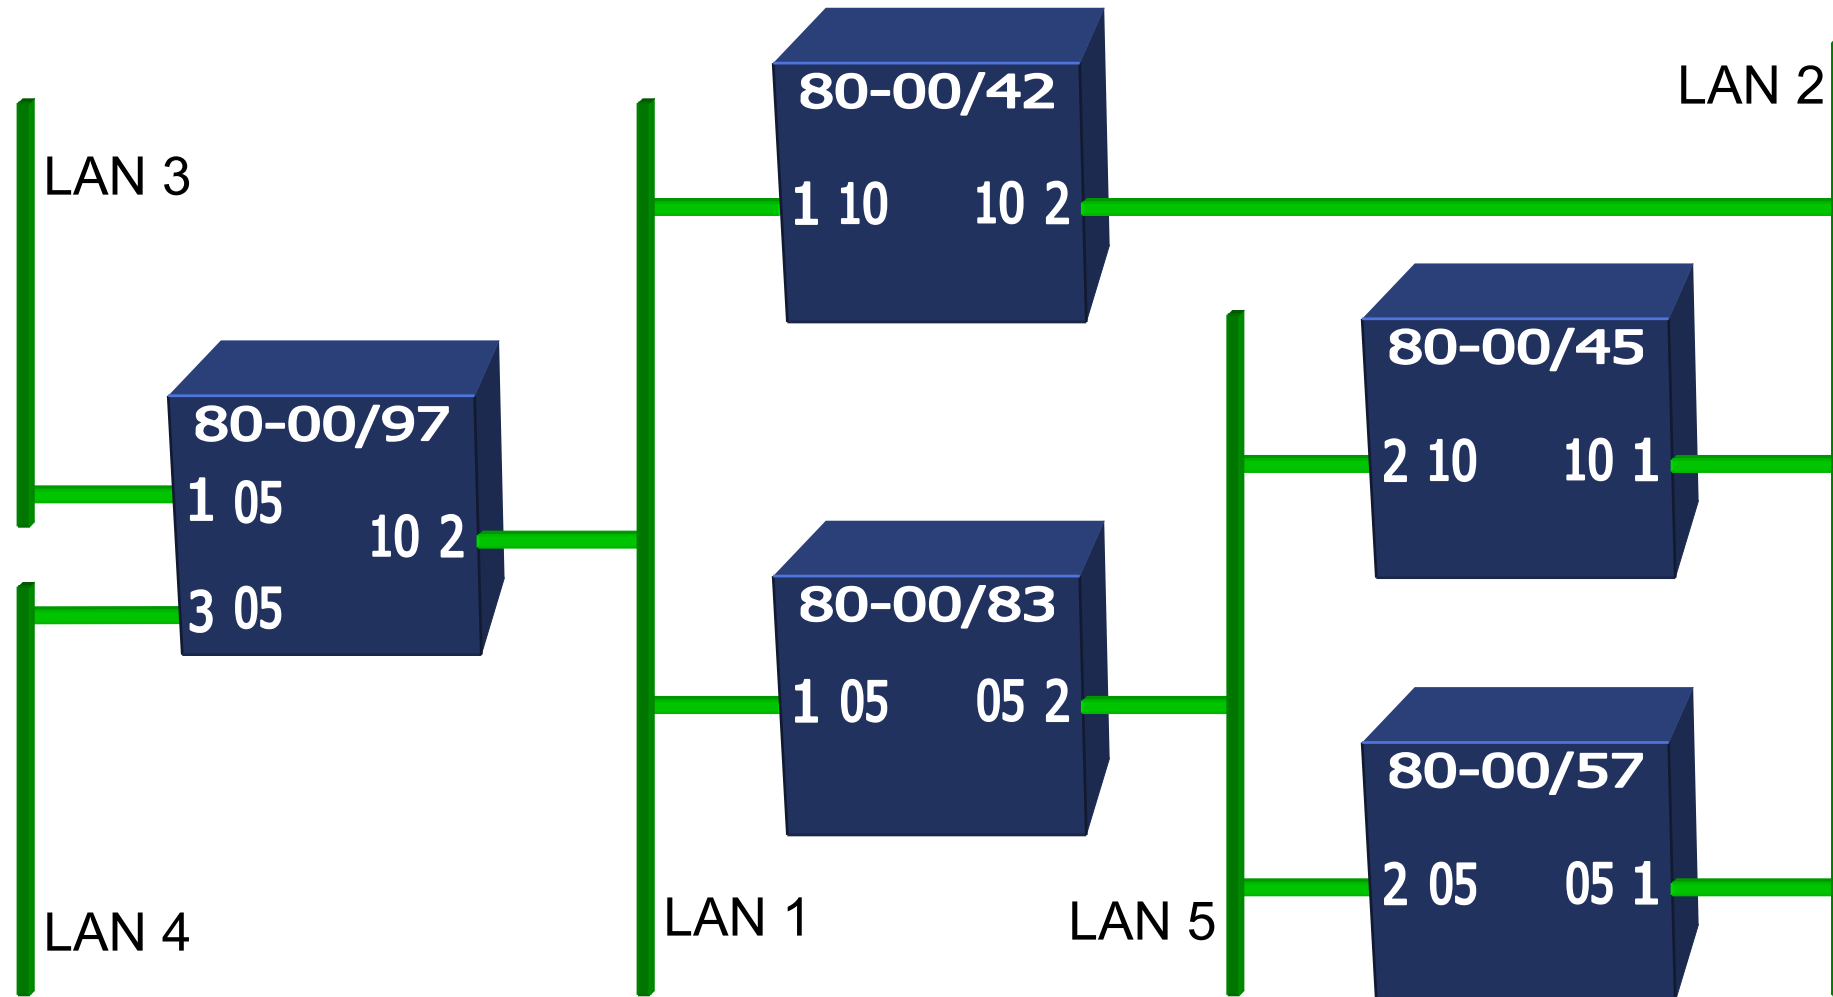 80-00/42
1 10 10 2
LAN 2
LAN 3
80-00/45
2 10 10 1
80-00/97
1 05
10 2
3 05
80-00/83
1 05 05 2
80-00/57
2 05 05 1
LAN 4
LAN 1
LAN 5